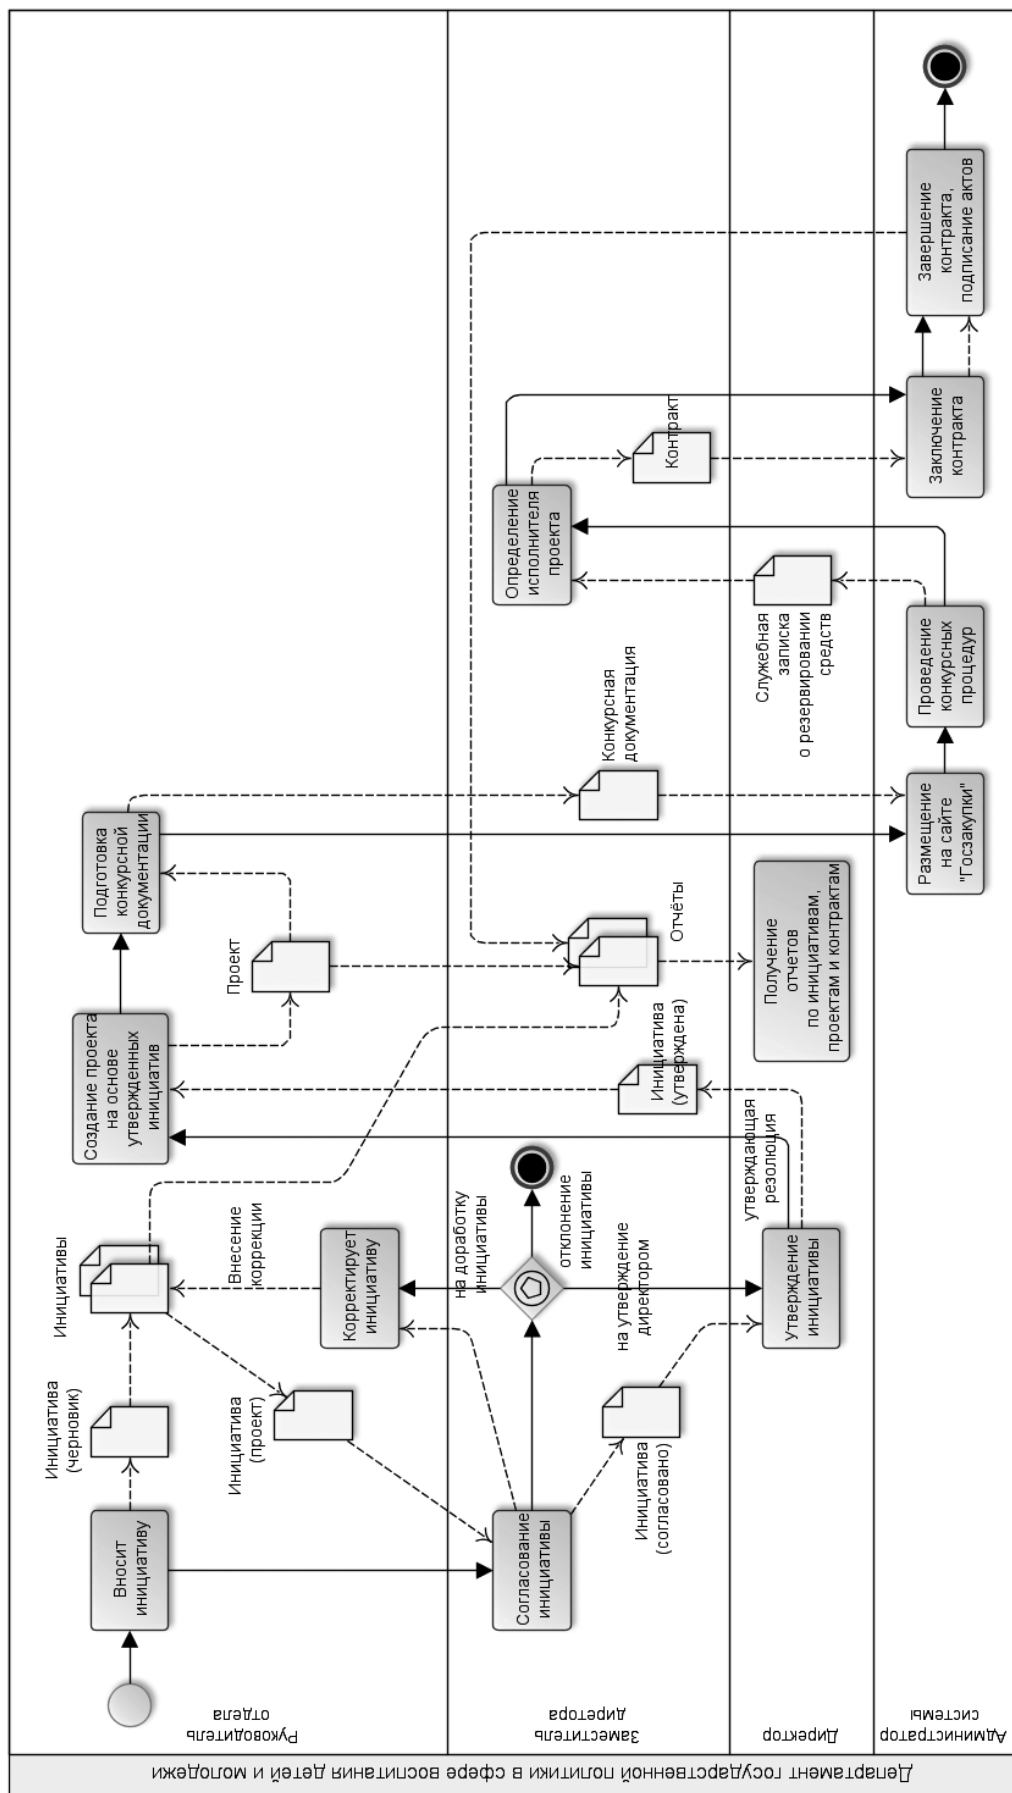 Департамент государственной политики в сфере воспитания детей и молодежи
Руководитель
отдела
Заместитель
диретора
Директор
Администратор
системы
Вносит
инициативу
Инициатива
(черновик)
Инициативы
Инициатива
(проект)
Внесение
коррекции
Корректирует
инициативу
Создание проекта
на основе
утвержденных
инициатив
Проект
Подготовка
конкурсной
документации
Согласование
инициативы
на доработку
инициативы
отклонение
инициативы
на утверждение
директором
Инициатива
(согласовано)
Инициатива
(утверждена)
Отчёты
Конкурсная
документация
Определение
исполнителя
проекта
Контракт
Утверждение
инициативы
утверждающая
резолюция
Получение
отчетов
по инициативам,
проектам и контрактам
Служебная
записка
о резервировании
средств
Размещение
на сайте
"Госзакупки"
Проведение
конкурсных
процедур
Заключение
контракта
Завершение
контракта,
подписание актов